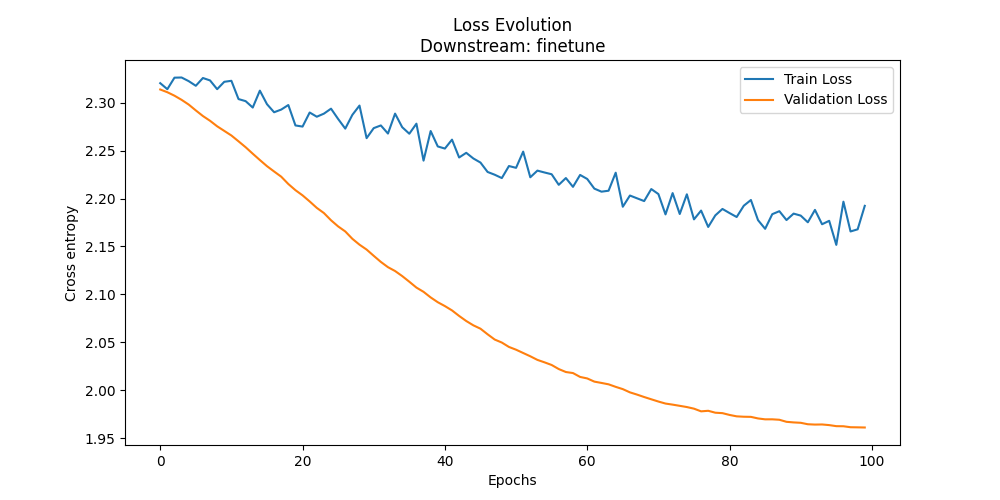 Loss Evolution
Downstream: finetune
Train Loss
Validation Loss
Cross entropy
2.30
2.25
2.20
2.15
2.10
2.05
2.00
1.95
0
20
40
60
80
100
Epochs